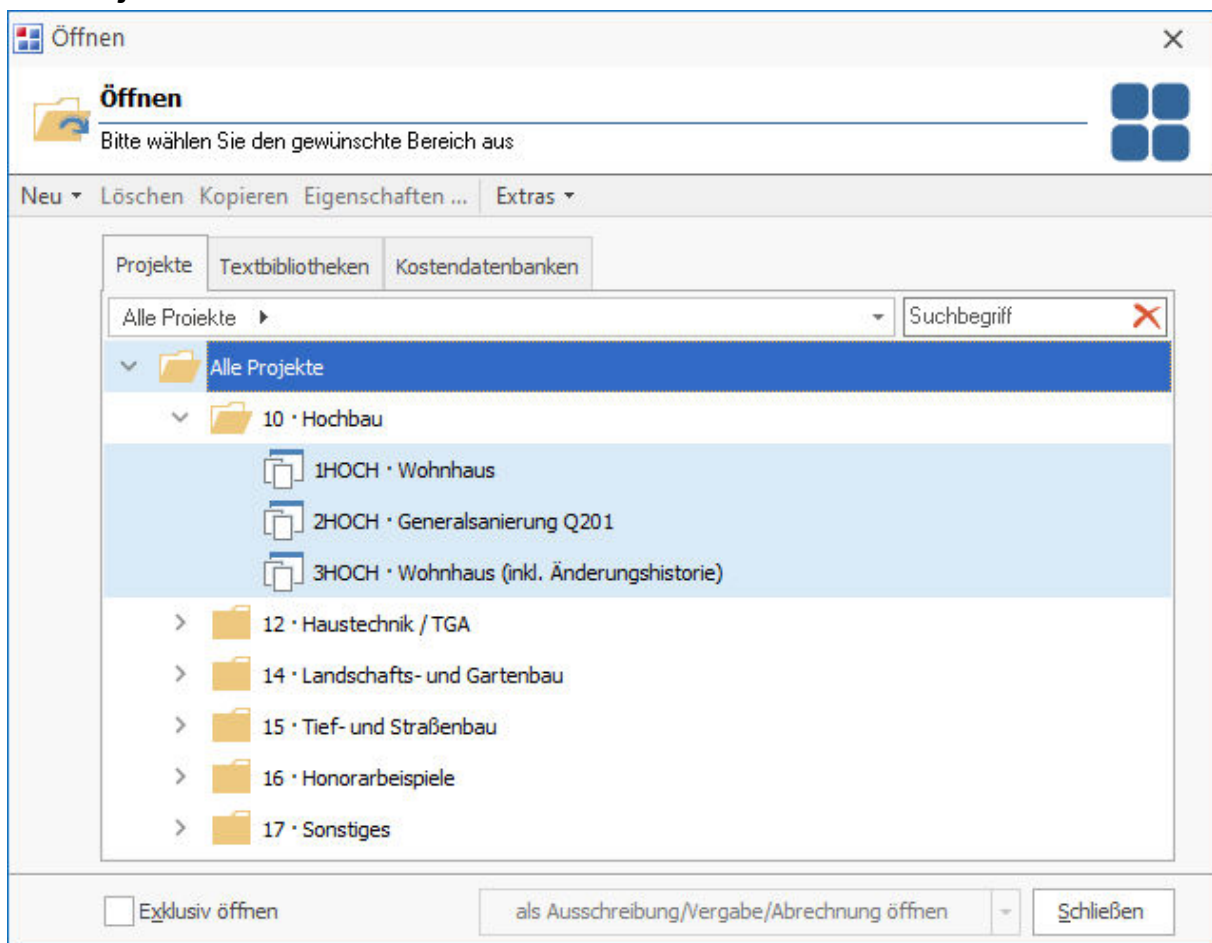 Öffnen
Öffnen
Bitte wählen Sie den gewünschte Bereich aus
Neu Löschen Kopieren Eigenschaften ... Extras
Projekte Textbibliotheken Kostendatenbanken
Alle Projekte Suchbegriff
Alle Projekte
10 · Hochbau
1HOCH · Wohnhaus
2HOCH · Generalsanierung Q201
3HOCH · Wohnhaus (inkl. Änderungshistorie)
12 · Haustechnik / TGA
14 · Landschafts- und Gartenbau
15 · Tief- und Straßenbau
16 · Honorarbeispiele
17 · Sonstiges
Exklusiv öffnen als Ausschreibung/Vergabe/Abrechnung öffnen Schließen